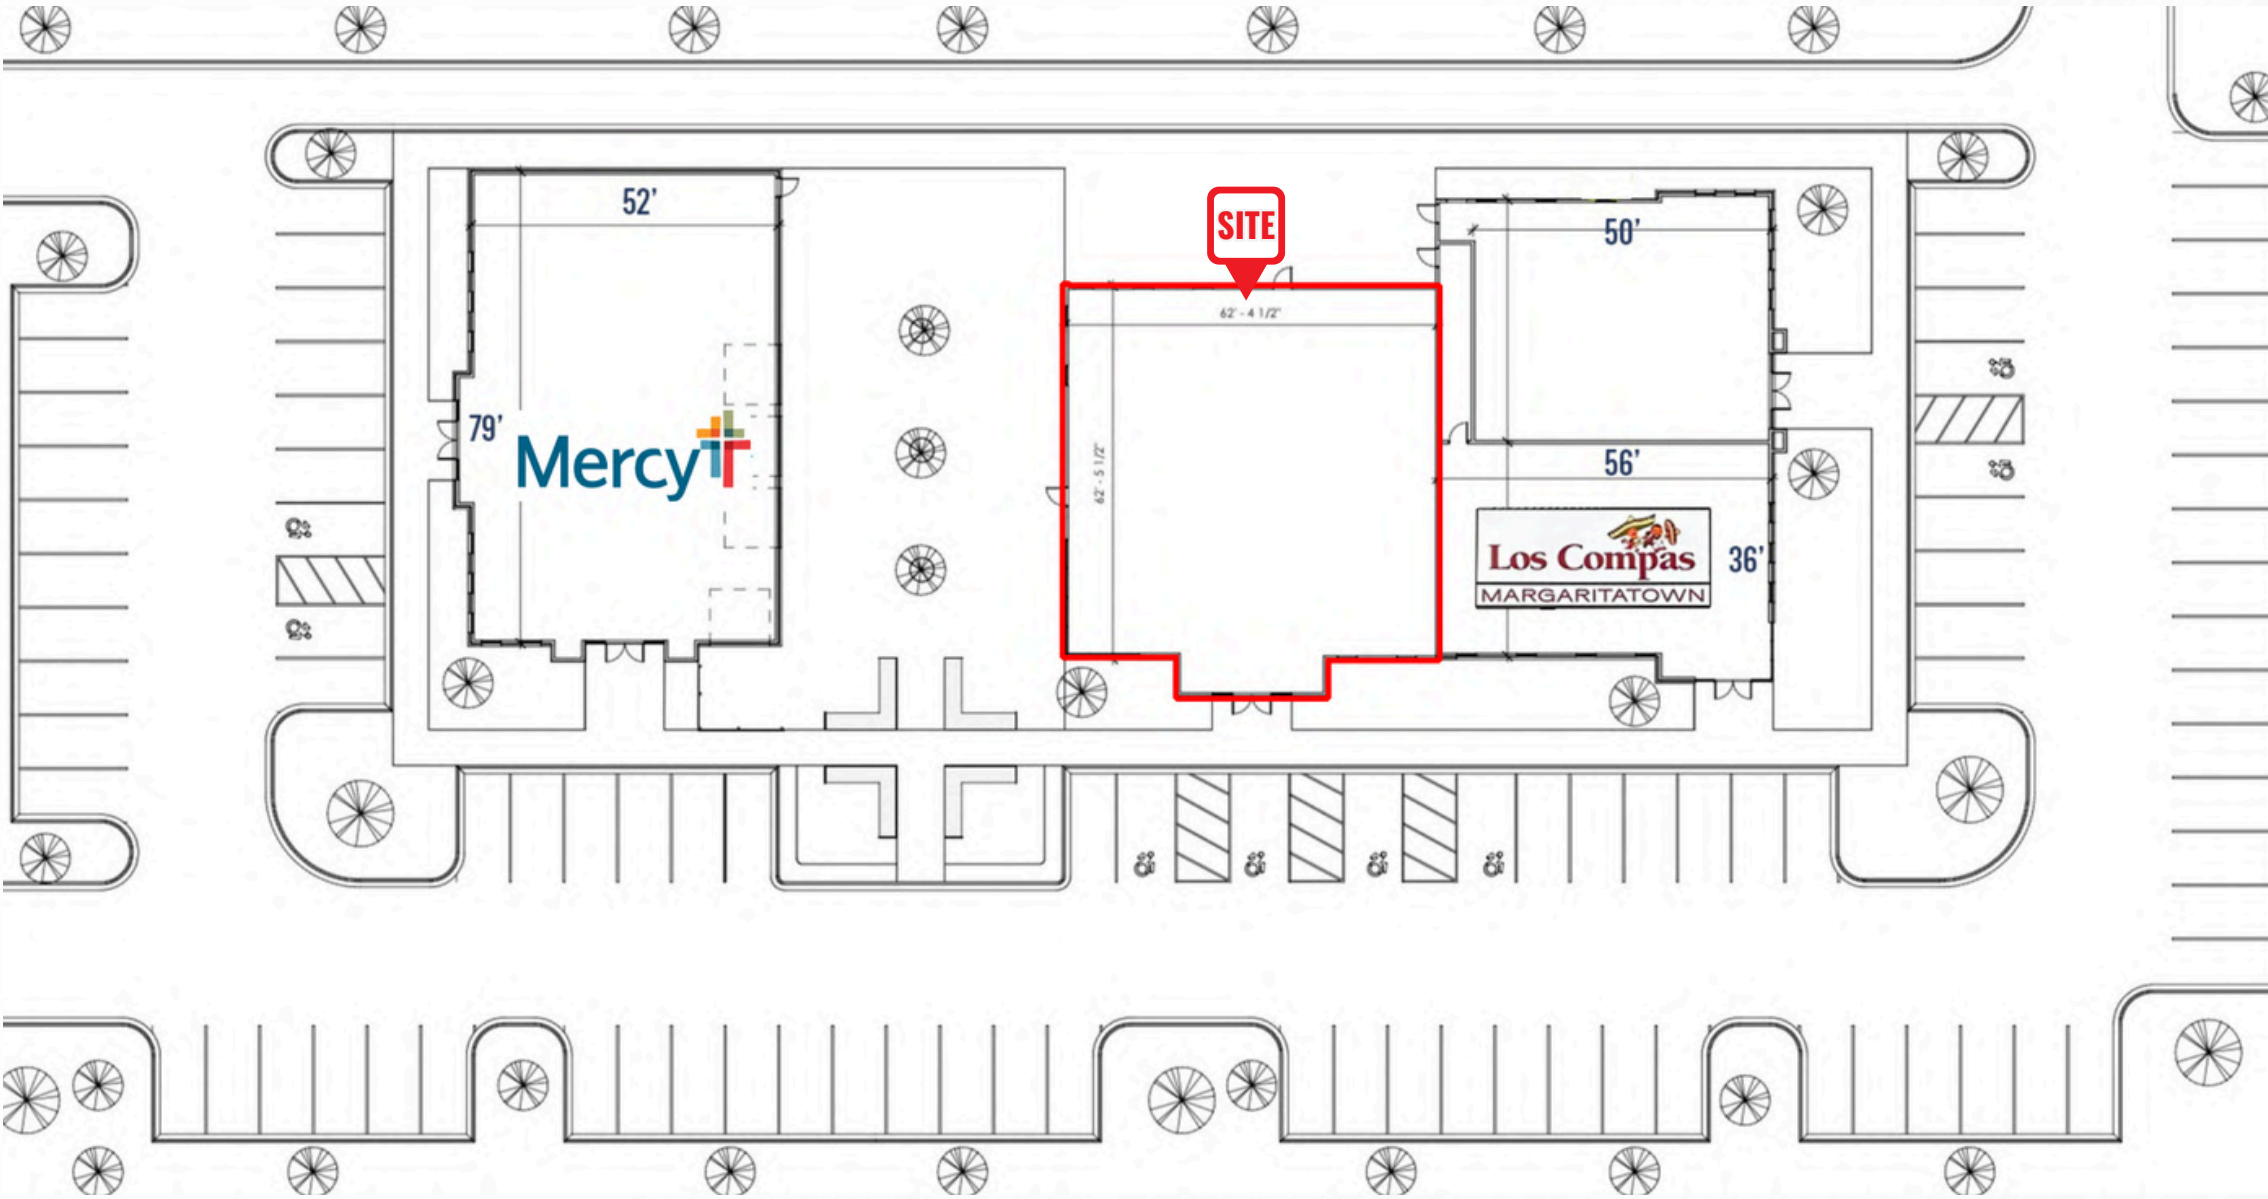 52’
SITE
50’
62' - 4 1/2"
79’
Mercy
62' - 5 1/2"
56’
Los Compas
MARGARITATOWN
36’